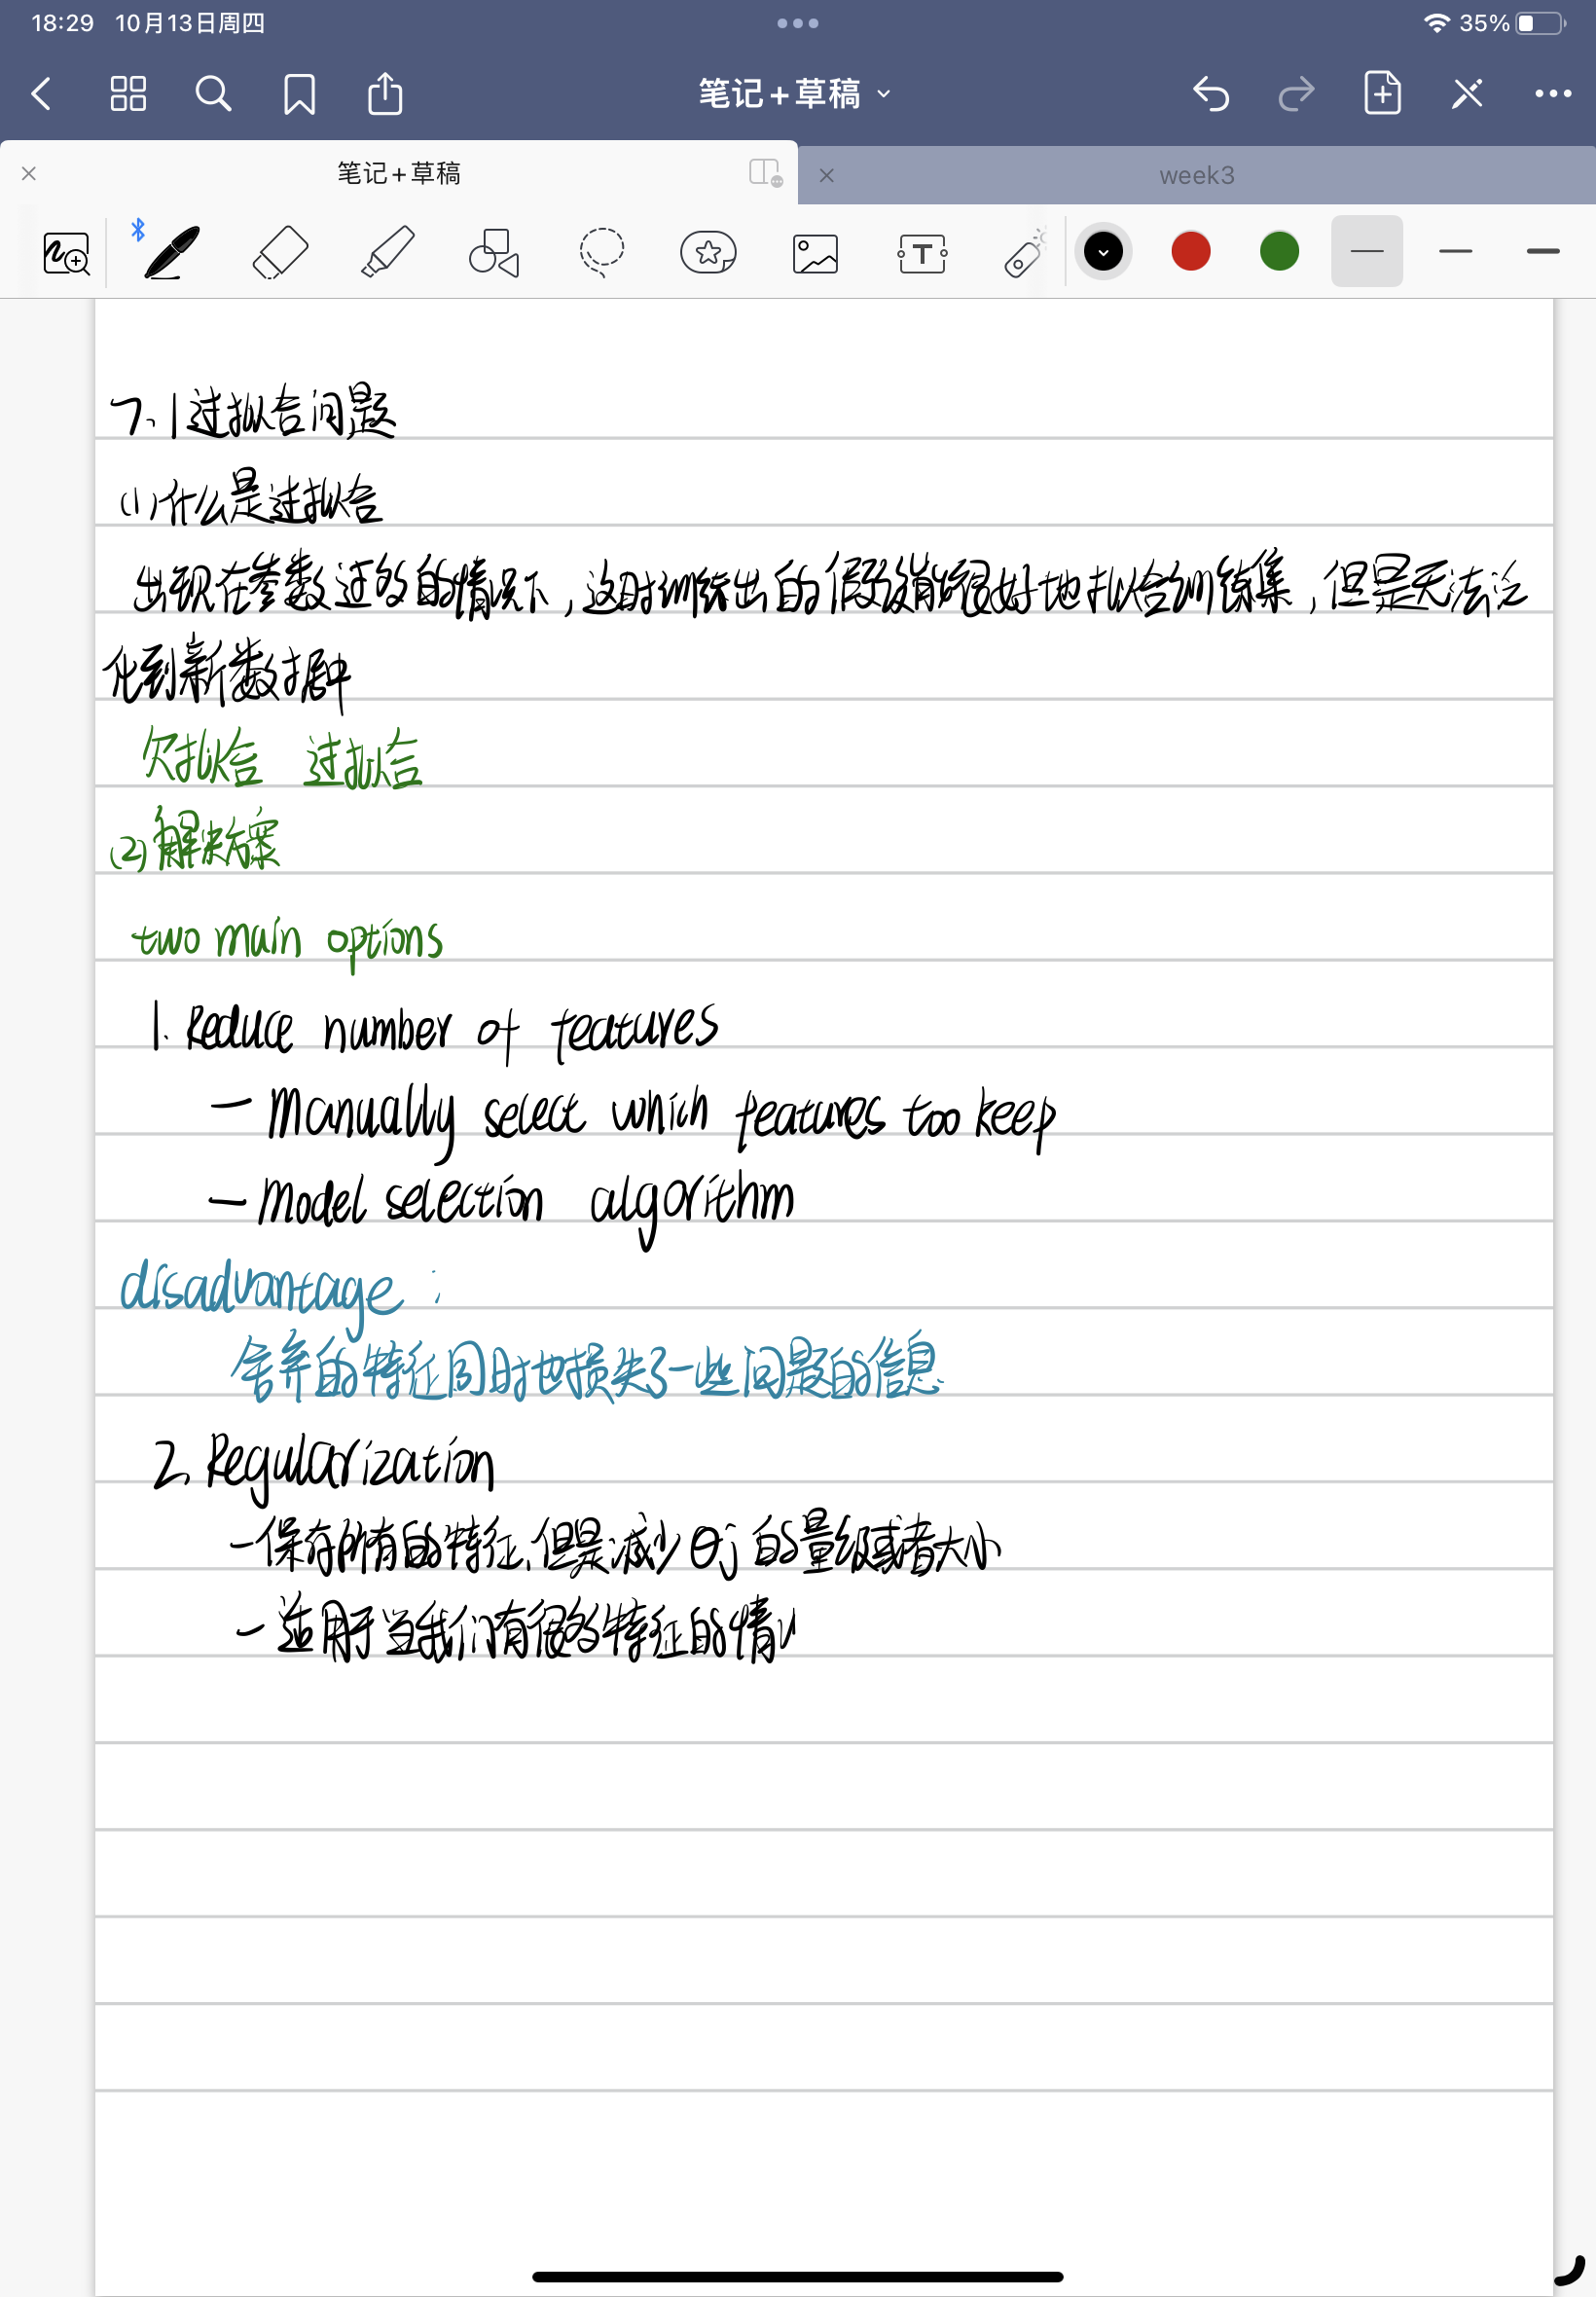 18:29 10月13日周四
35%
笔记+草稿
笔记+草稿
week3
T
7.1过拟合问题
(1)什么是过拟合
出现在参数过多的情况下,这时训练出的假设能很好地拟合训练集,但是无法泛
化到新数据中
欠拟合 过拟合
(2)解决方案
two main options
1. Reduce number of features
— Manually select which features too keep
— Model selection algorithm
disadvantage:
舍弃的特征同时也损失了一些问题的信息
2. Regularization
—保存所有的特征,但是减少θj的量级或者大小
—适用于当我们有很多特征的情